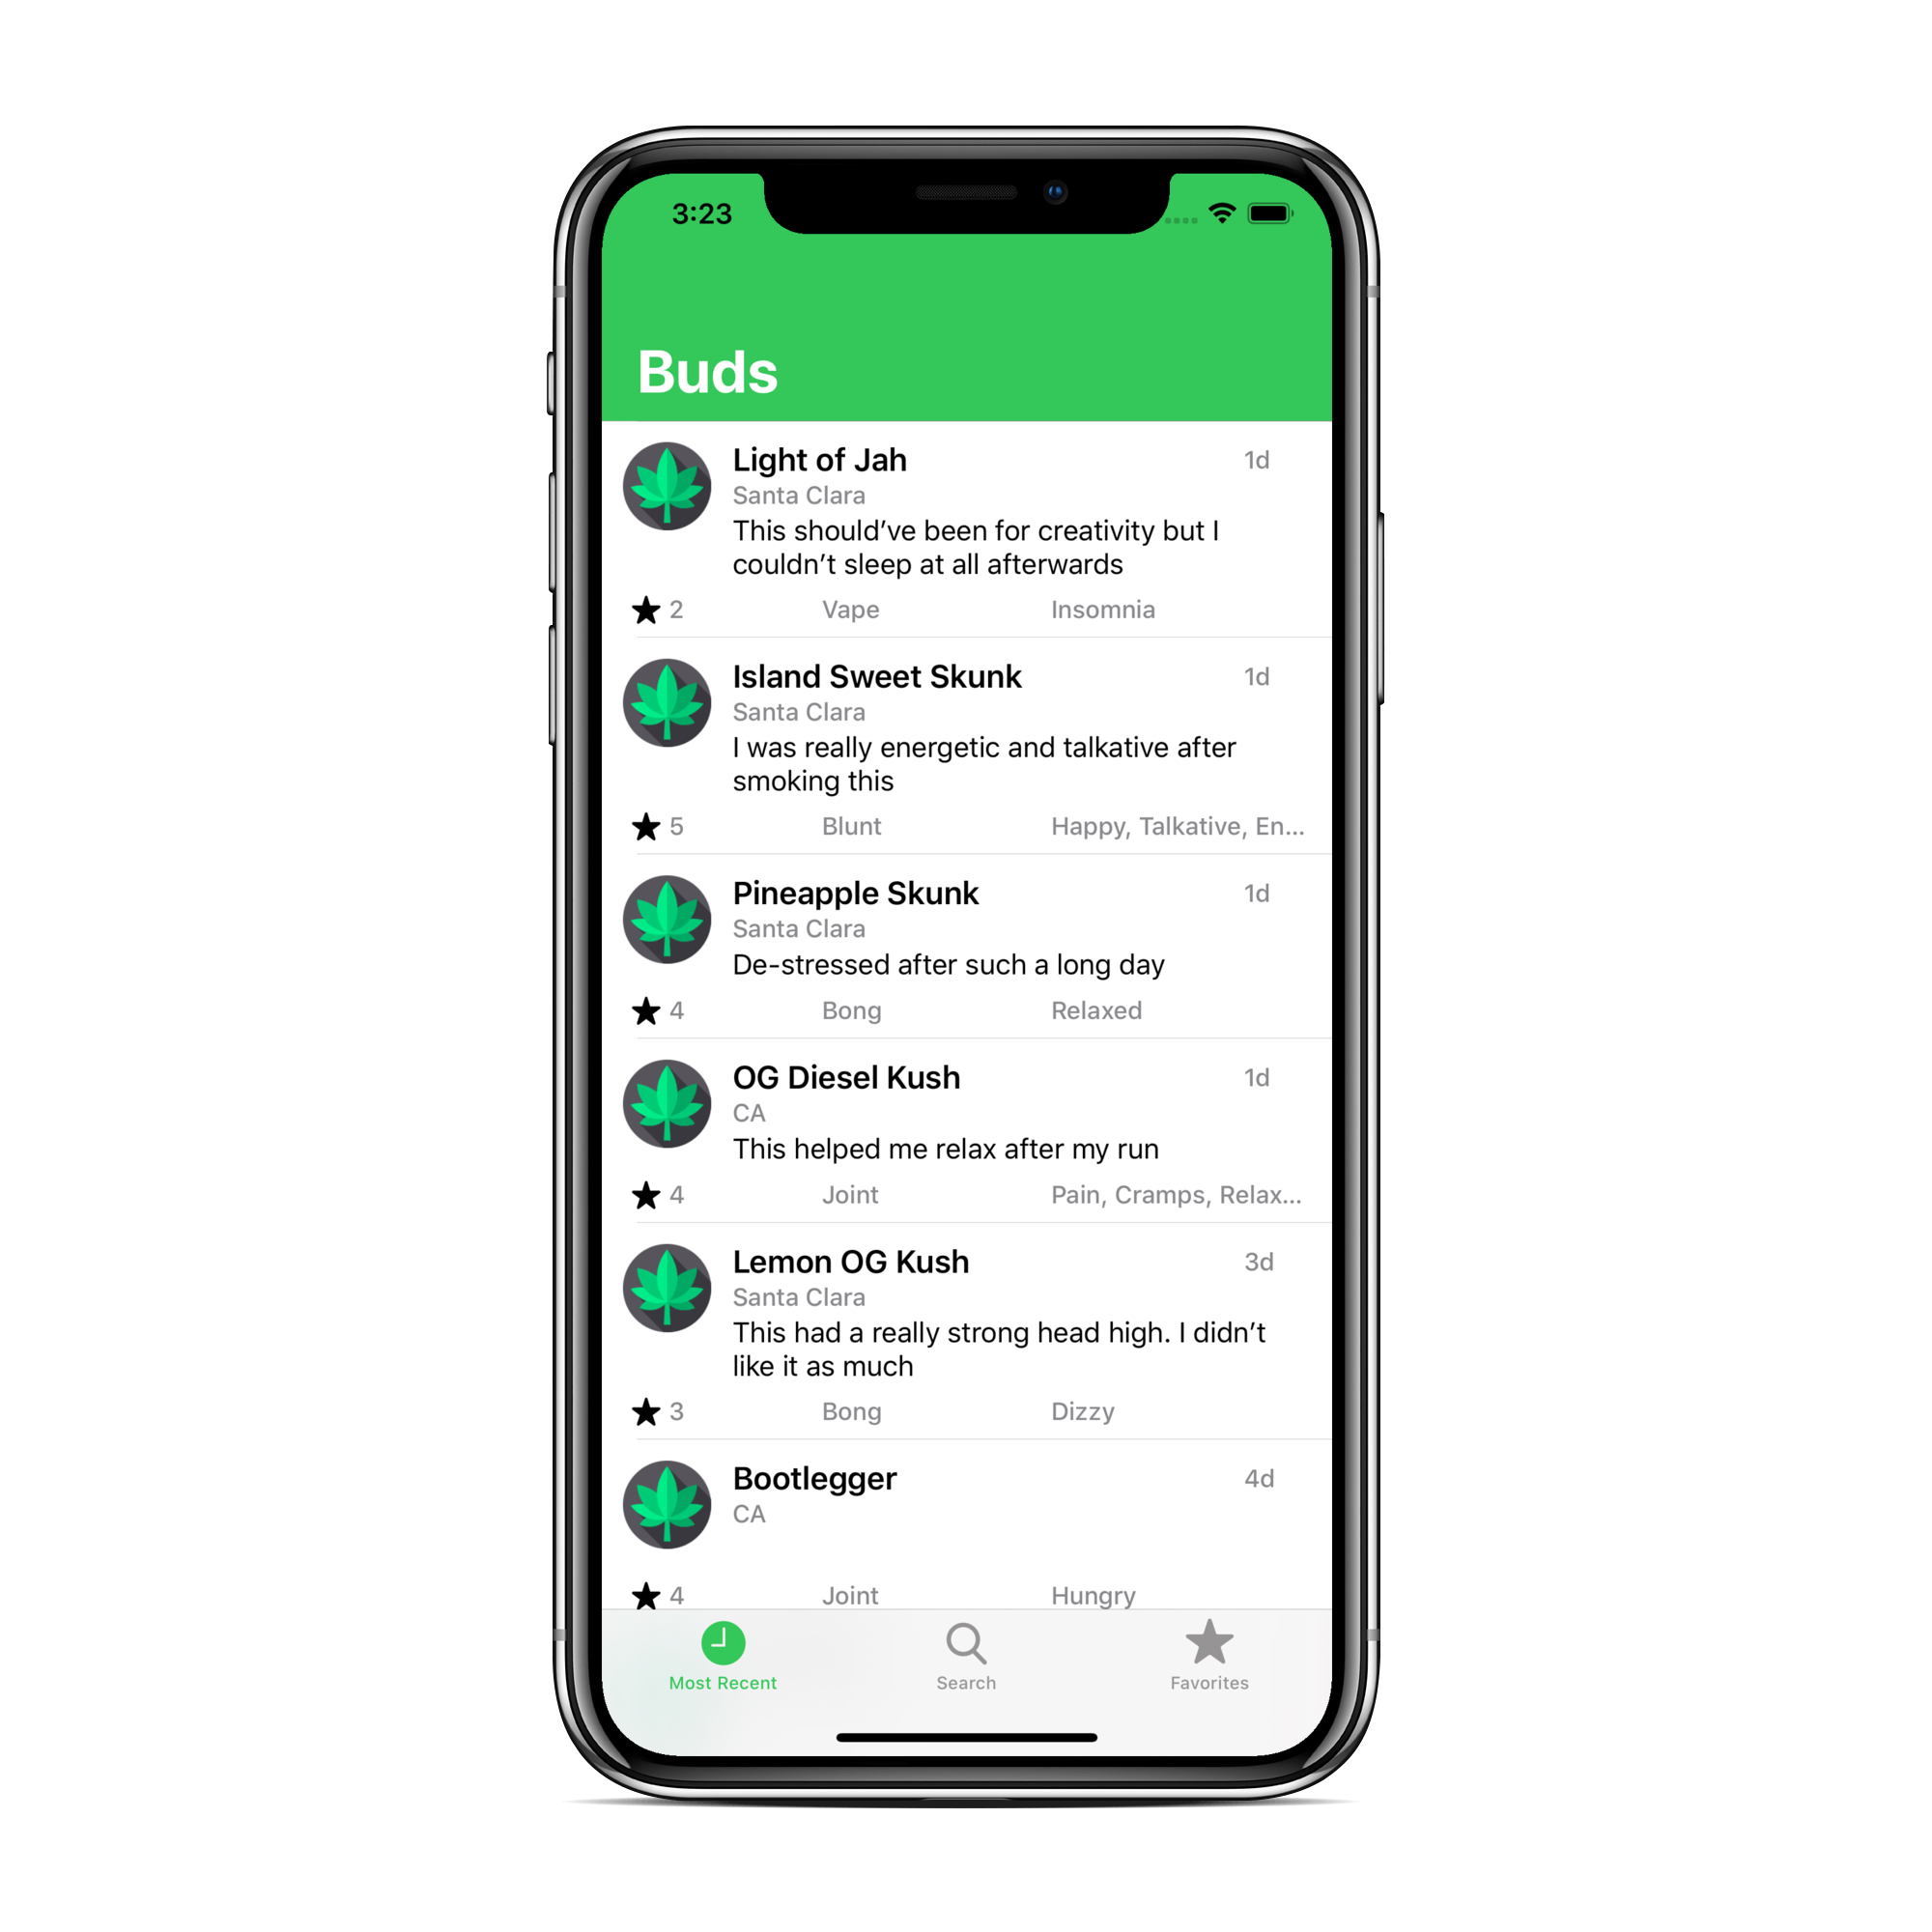 3:23
Buds
Light of Jah 1d
Santa Clara
This should’ve been for creativity but I
couldn’t sleep at all afterwards
2 Vape Insomnia
Island Sweet Skunk 1d
Santa Clara
I was really energetic and talkative after
smoking this
5 Blunt Happy, Talkative, En...
Pineapple Skunk 1d
Santa Clara
De-stressed after such a long day
4 Bong Relaxed
OG Diesel Kush 1d
CA
This helped me relax after my run
4 Joint Pain, Cramps, Relax...
Lemon OG Kush 3d
Santa Clara
This had a really strong head high. I didn’t
like it as much
3 Bong Dizzy
Bootlegger 4d
CA
4 Joint Hungry
Most Recent Search Favorites